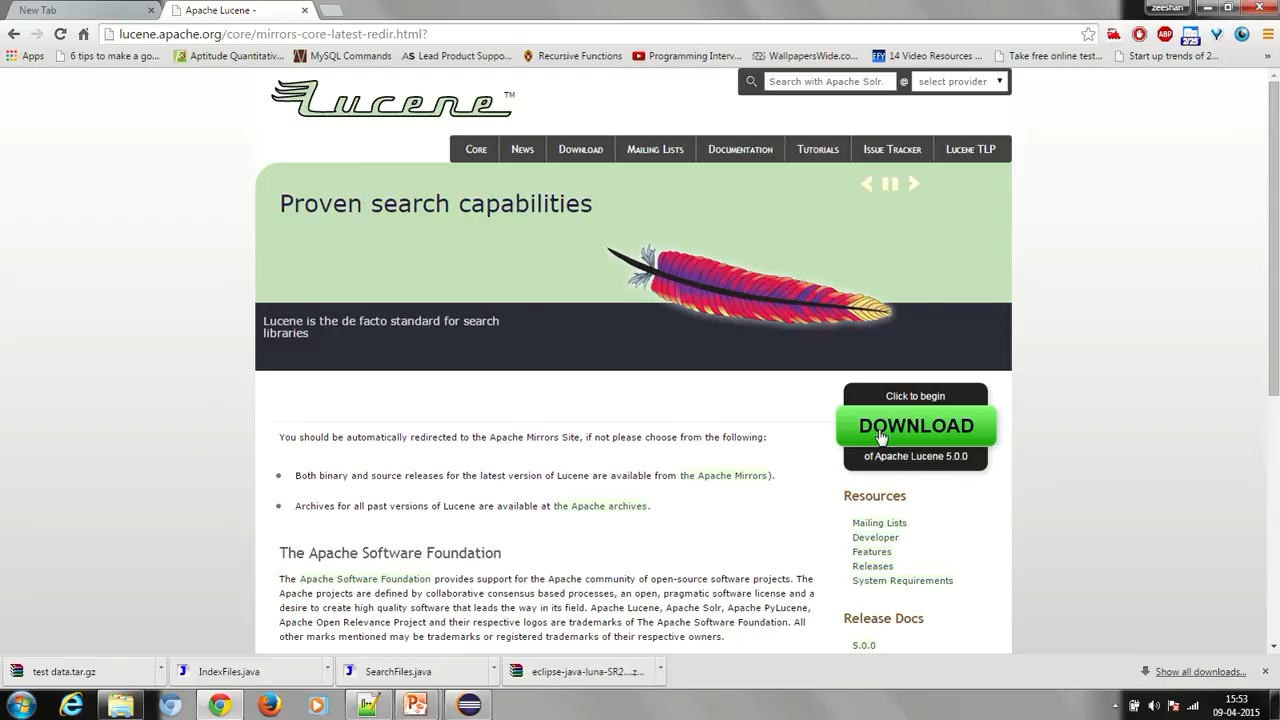 zeeshan
New Tab
Apache Lucene -
lucene.apache.org/core/mirrors-core-latest-redir.html?
Apps
6 tips to make a go...
Aptitude Quantitativ...
MySQL Commands
AS Lead Product Suppo...
Recursive Functions
Programming Interv...
WallpapersWide.co...
14 Video Resources ...
Take free online test...
Start up trends of 2...
ABP
2/25
Lucene ™
Search with Apache Solr.
@
select provider
Core
News
Download
Mailing Lists
Documentation
Tutorials
Issue Tracker
Lucene TLP
Proven search capabilities
Lucene is the de facto standard for search
libraries
Click to begin
DOWNLOAD
of Apache Lucene 5.0.0
You should be automatically redirected to the Apache Mirrors Site, if not please choose from the following:
Both binary and source releases for the latest version of Lucene are available from the Apache Mirrors).
Archives for all past versions of Lucene are available at the Apache archives.
Resources
Mailing Lists
Developer
Features
Releases
System Requirements
The Apache Software Foundation
The Apache Software Foundation provides support for the Apache community of open-source software projects. The
Apache projects are defined by collaborative consensus based processes, an open, pragmatic software license and a
desire to create high quality software that leads the way in its field. Apache Lucene, Apache Solr, Apache PyLucene,
Apache Open Relevance Project and their respective logos are trademarks of The Apache Software Foundation. All
other marks mentioned may be trademarks or registered trademarks of their respective owners.
Release Docs
5.0.0
test data.tar.gz
IndexFiles.java
SearchFiles.java
eclipse-java-luna-SR2...z...
Show all downloads...
15:53
09-04-2015